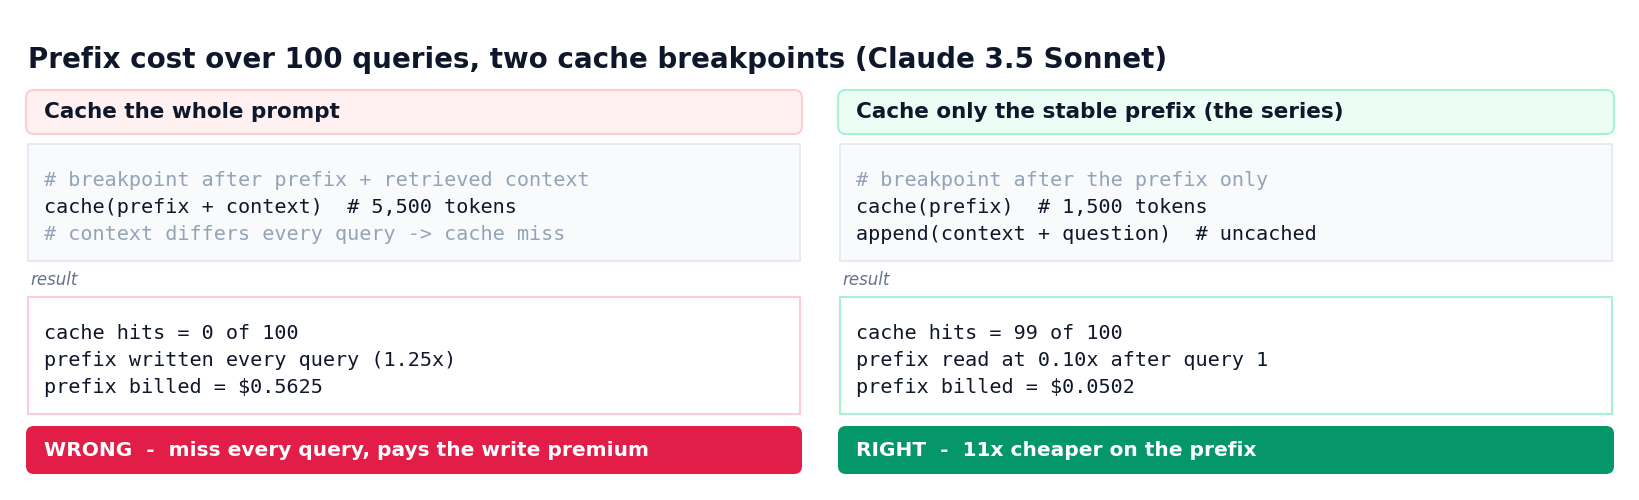 Prefix cost over 100 queries, two cache breakpoints (Claude 3.5 Sonnet)
Cache the whole prompt
# breakpoint after prefix + retrieved context
cache(prefix + context)  # 5,500 tokens
# context differs every query -> cache miss
result
cache hits = 0 of 100
prefix written every query (1.25x)
prefix billed = $0.5625
WRONG  -  miss every query, pays the write premium
Cache only the stable prefix (the series)
# breakpoint after the prefix only
cache(prefix)  # 1,500 tokens
append(context + question)  # uncached
result
cache hits = 99 of 100
prefix read at 0.10x after query 1
prefix billed = $0.0502
RIGHT  -  11x cheaper on the prefix